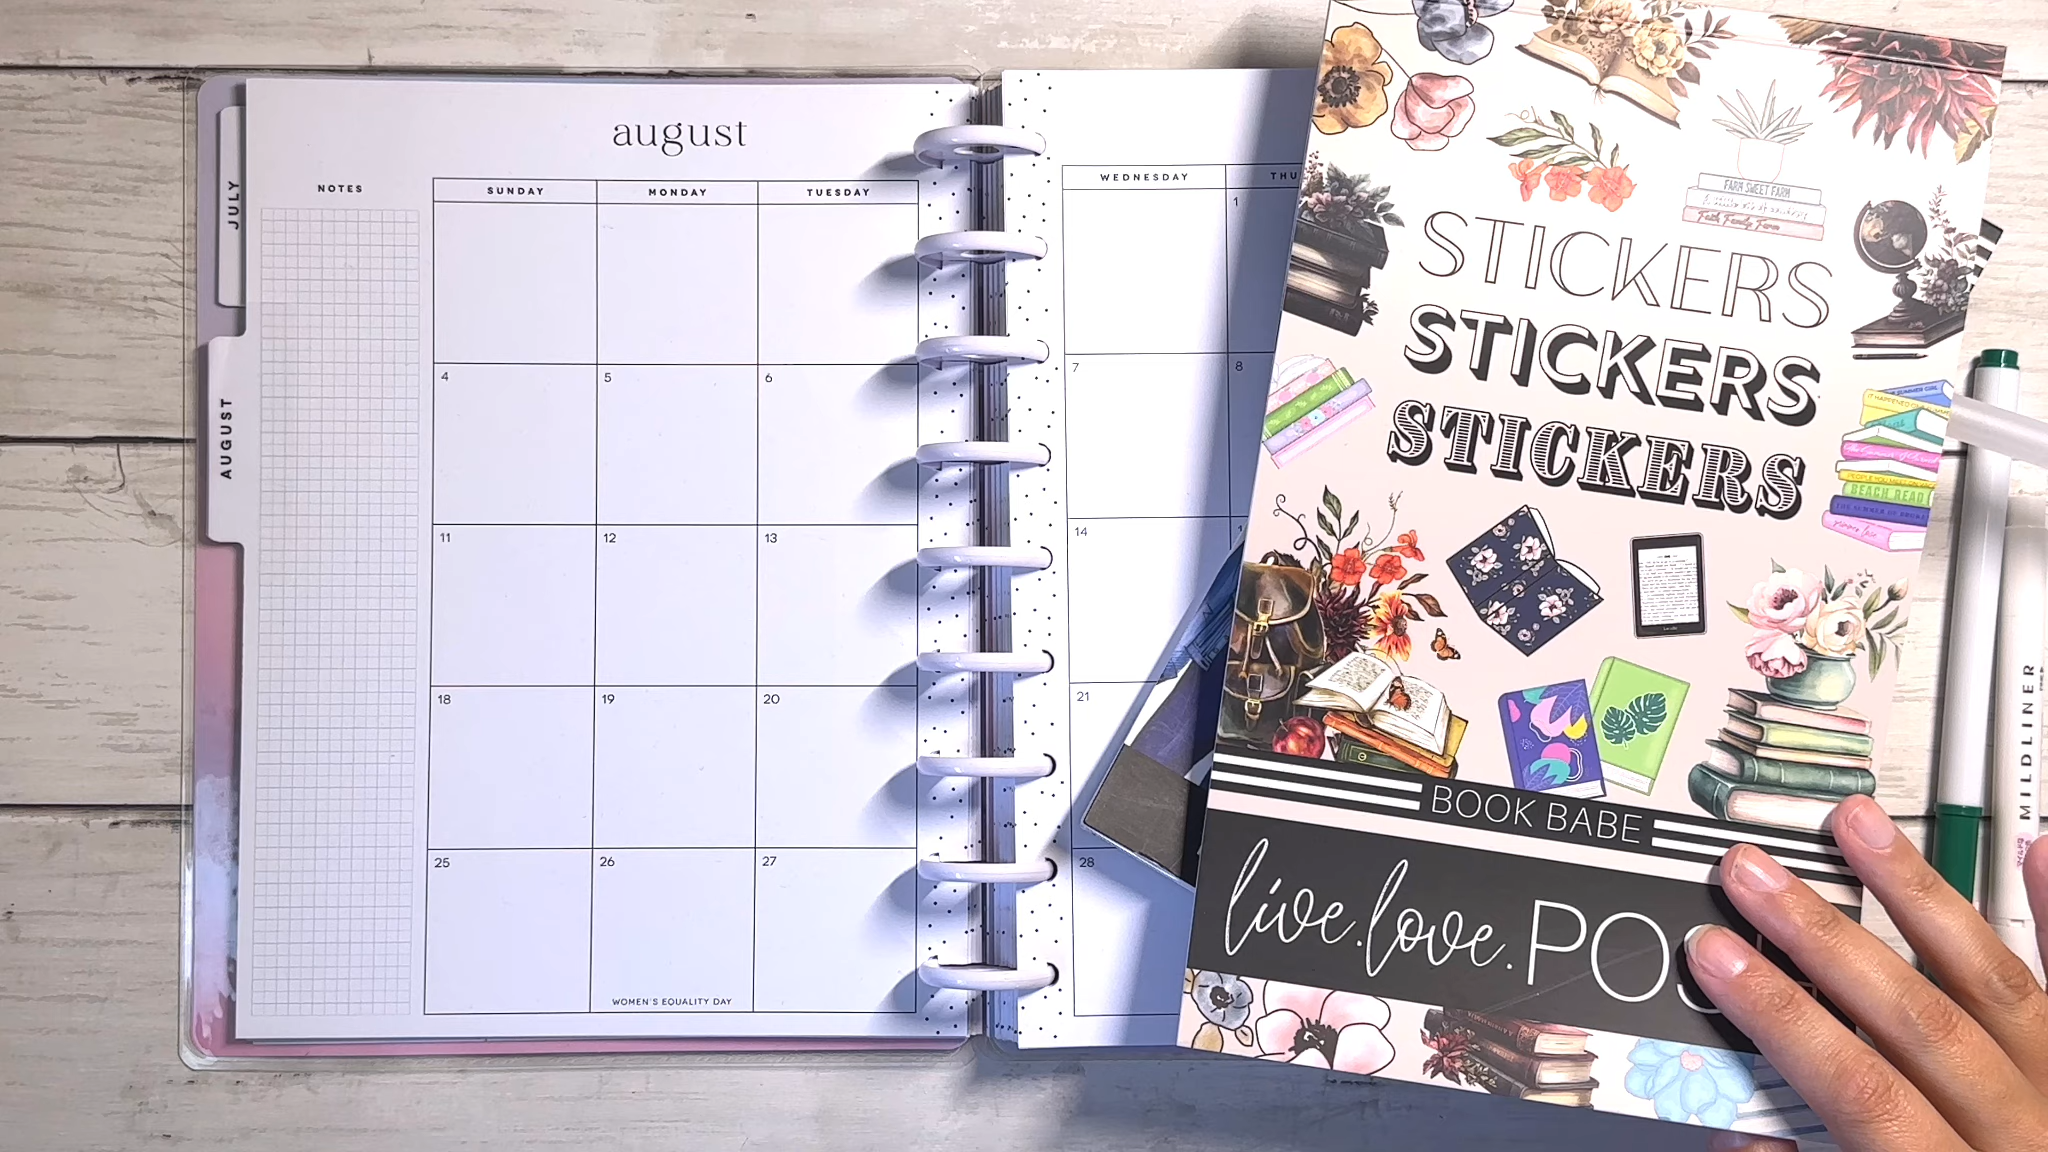 august
JULY
AUGUST
NOTES
SUNDAY
MONDAY
TUESDAY
4
5
6
11
12
13
18
19
20
25
26
27
WOMEN'S EQUALITY DAY
WEDNESDAY
THU
1
7
8
14
21
28
FARM SWEET FARM
Faith Family Farm
STICKERS
STICKERS
STICKERS
BEACH READ
BOOK BABE
live.love.POS
MILDLINER